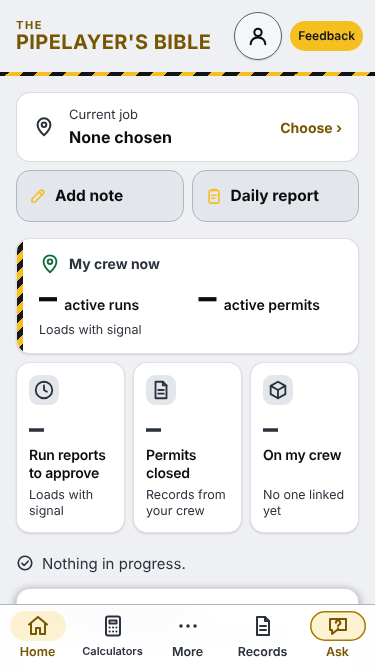 THE
PIPELAYER'S BIBLE
Feedback
Current job
None chosen
Choose ›
Add note
Daily report
My crew now
— active runs
— active permits
Loads with signal
–
Run reports
to approve
Loads with
signal
–
Permits
closed
Records from
your crew
–
On my crew
No one linked
yet
Nothing in progress.
Home
Calculators
More
Records
Ask